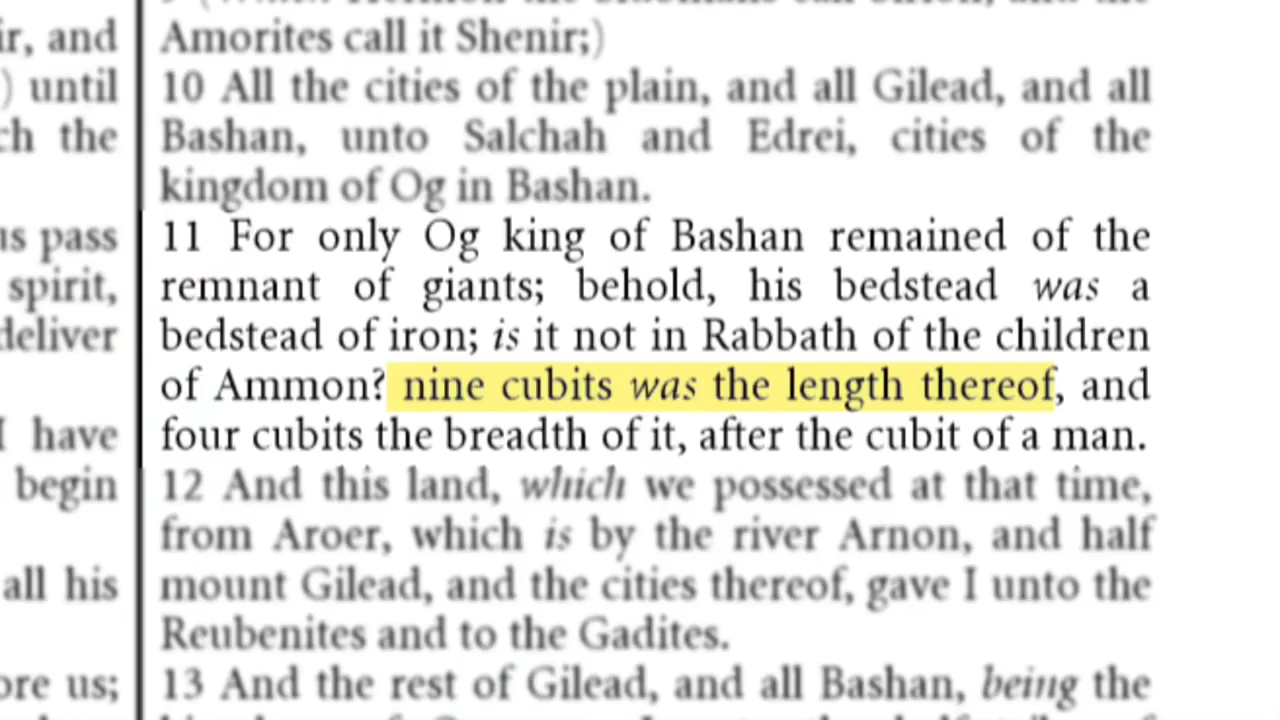 ir, and
) until
ch the
us pass
spirit,
deliver
I have
begin
all his
ore us;
Amorites call it Shenir;)
10 All the cities of the plain, and all Gilead, and all
Bashan, unto Salchah and Edrei, cities of the
kingdom of Og in Bashan.
11 For only Og king of Bashan remained of the
remnant of giants; behold, his bedstead was a
bedstead of iron; is it not in Rabbath of the children
of Ammon? nine cubits was the length thereof, and
four cubits the breadth of it, after the cubit of a man.
12 And this land, which we possessed at that time,
from Aroer, which is by the river Arnon, and half
mount Gilead, and the cities thereof, gave I unto the
Reubenites and to the Gadites.
13 And the rest of Gilead, and all Bashan, being the